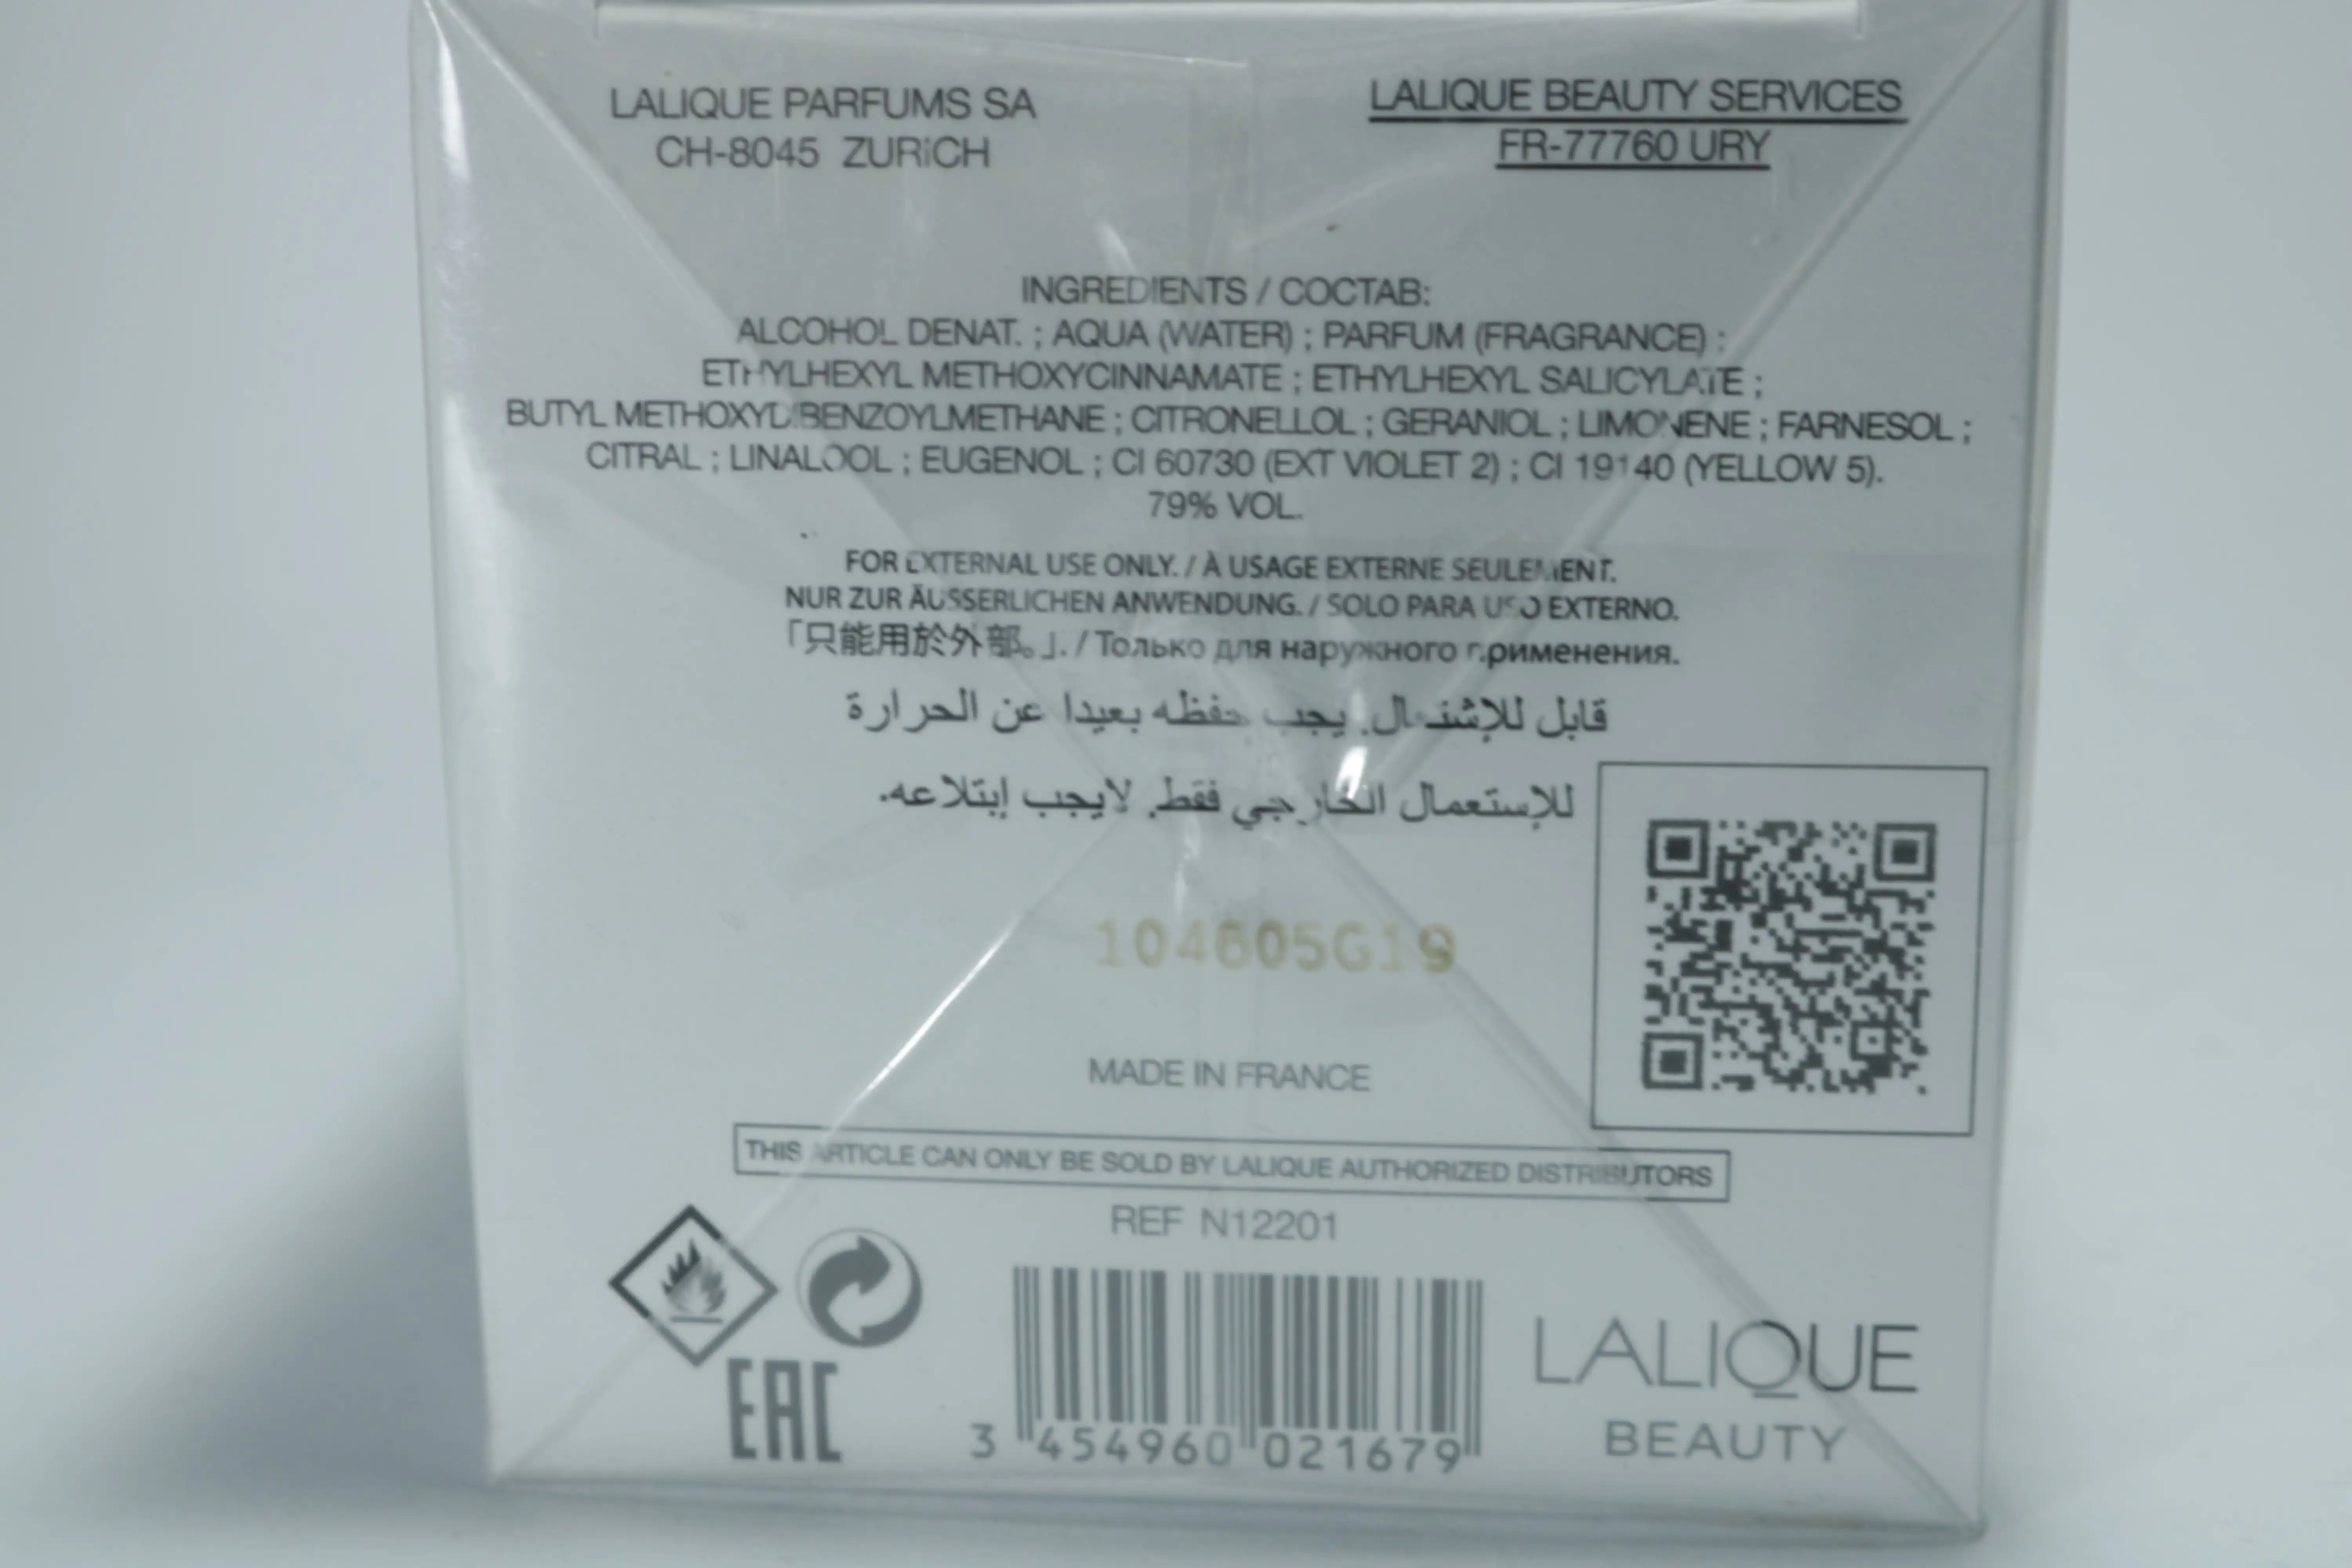 LALIQUE PARFUMS SA
CH-8045 ZURiCH
LALIQUE BEAUTY SERVICES
FR-77760 URY
INGREDIENTS / СОСТАВ:
ALCOHOL DENAT. ; AQUA (WATER) ; PARFUM (FRAGRANCE) ;
ETHYLHEXYL METHOXYCINNAMATE ; ETHYLHEXYL SALICYLATE ;
BUTYL METHOXYDIBENZOYLMETHANE ; CITRONELLOL ; GERANIOL ; LIMONENE ; FARNESOL ;
CITRAL ; LINALOOL ; EUGENOL ; CI 60730 (EXT VIOLET 2) ; CI 19140 (YELLOW 5).
79% VOL.
FOR EXTERNAL USE ONLY. / À USAGE EXTERNE SEULEMENT.
NUR ZUR ÄUSSERLICHEN ANWENDUNG. / SOLO PARA USO EXTERNO.
「只能用於外部。」. / Только для наружного применения.
قابل للإشتعال. يجب حفظه بعيدا عن الحرارة
للإستعمال الخارجي فقط. لايجب إبتلاعه.
104605G19
MADE IN FRANCE
THIS ARTICLE CAN ONLY BE SOLD BY LALIQUE AUTHORIZED DISTRIBUTORS
REF N12201
EAC
3 454960 021679
LALIQUE
BEAUTY